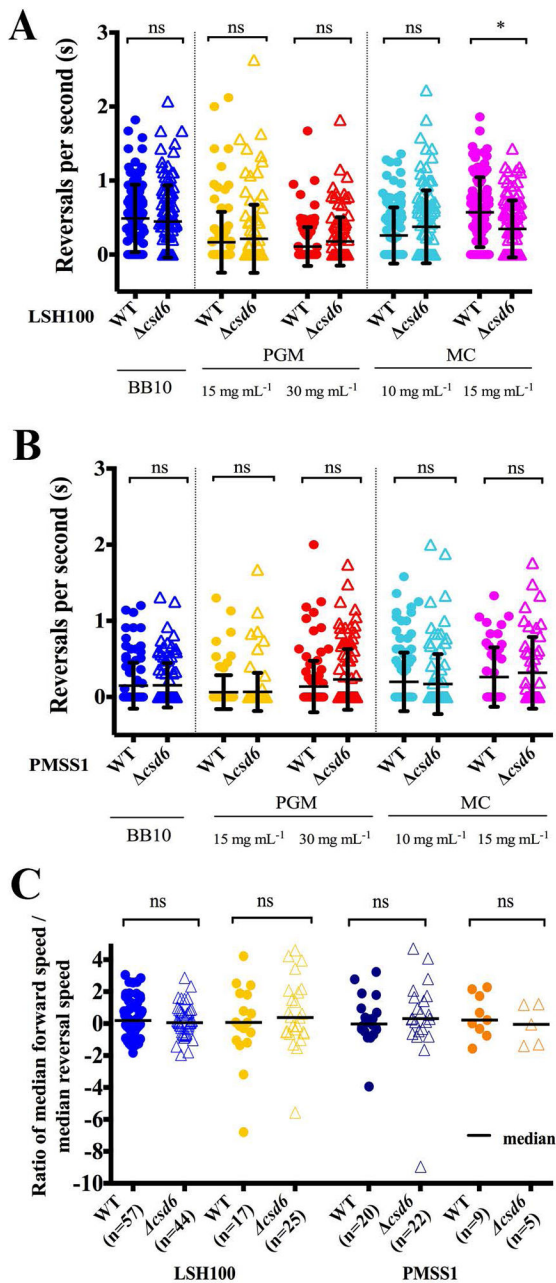 A
ns ns ns ns *
Reversals per second (s)
3
2
1
0
LSH100
WT Δcsd6 WT Δcsd6 WT Δcsd6 WT Δcsd6 WT Δcsd6
PGM MC
BB10 15 mg mL⁻¹ 30 mg mL⁻¹ 10 mg mL⁻¹ 15 mg mL⁻¹
B
ns ns ns ns ns
Reversals per second (s)
3
2
1
0
PMSS1
WT Δcsd6 WT Δcsd6 WT Δcsd6 WT Δcsd6 WT Δcsd6
PGM MC
BB10 15 mg mL⁻¹ 30 mg mL⁻¹ 10 mg mL⁻¹ 15 mg mL⁻¹
C
ns ns ns ns
Ratio of median forward speed /
median reversal speed
4
2
0
-2
-4
-6
-8
-10
median
WT Δcsd6 WT Δcsd6 WT Δcsd6 WT Δcsd6
(n=57) (n=44) (n=17) (n=25) (n=20) (n=22) (n=9) (n=5)
LSH100 PMSS1